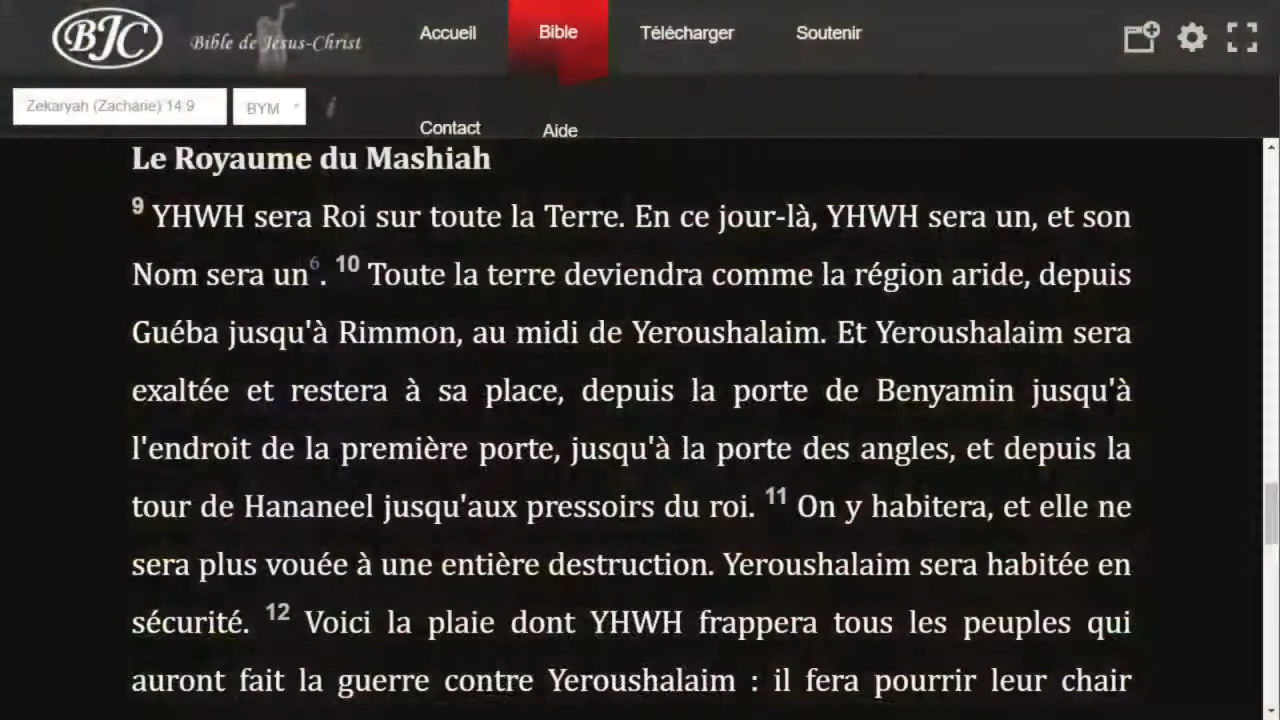 BJC Bible de Jésus-Christ
Accueil Bible Télécharger Soutenir
Zekaryah (Zacharie) 14:9 BYM i
Contact Aide
Le Royaume du Mashiah
9 YHWH sera Roi sur toute la Terre. En ce jour-là, YHWH sera un, et son
Nom sera un6. 10 Toute la terre deviendra comme la région aride, depuis
Guéba jusqu'à Rimmon, au midi de Yeroushalaim. Et Yeroushalaim sera
exaltée et restera à sa place, depuis la porte de Benyamin jusqu'à
l'endroit de la première porte, jusqu'à la porte des angles, et depuis la
tour de Hananeel jusqu'aux pressoirs du roi. 11 On y habitera, et elle ne
sera plus vouée à une entière destruction. Yeroushalaim sera habitée en
sécurité. 12 Voici la plaie dont YHWH frappera tous les peuples qui
auront fait la guerre contre Yeroushalaim : il fera pourrir leur chair